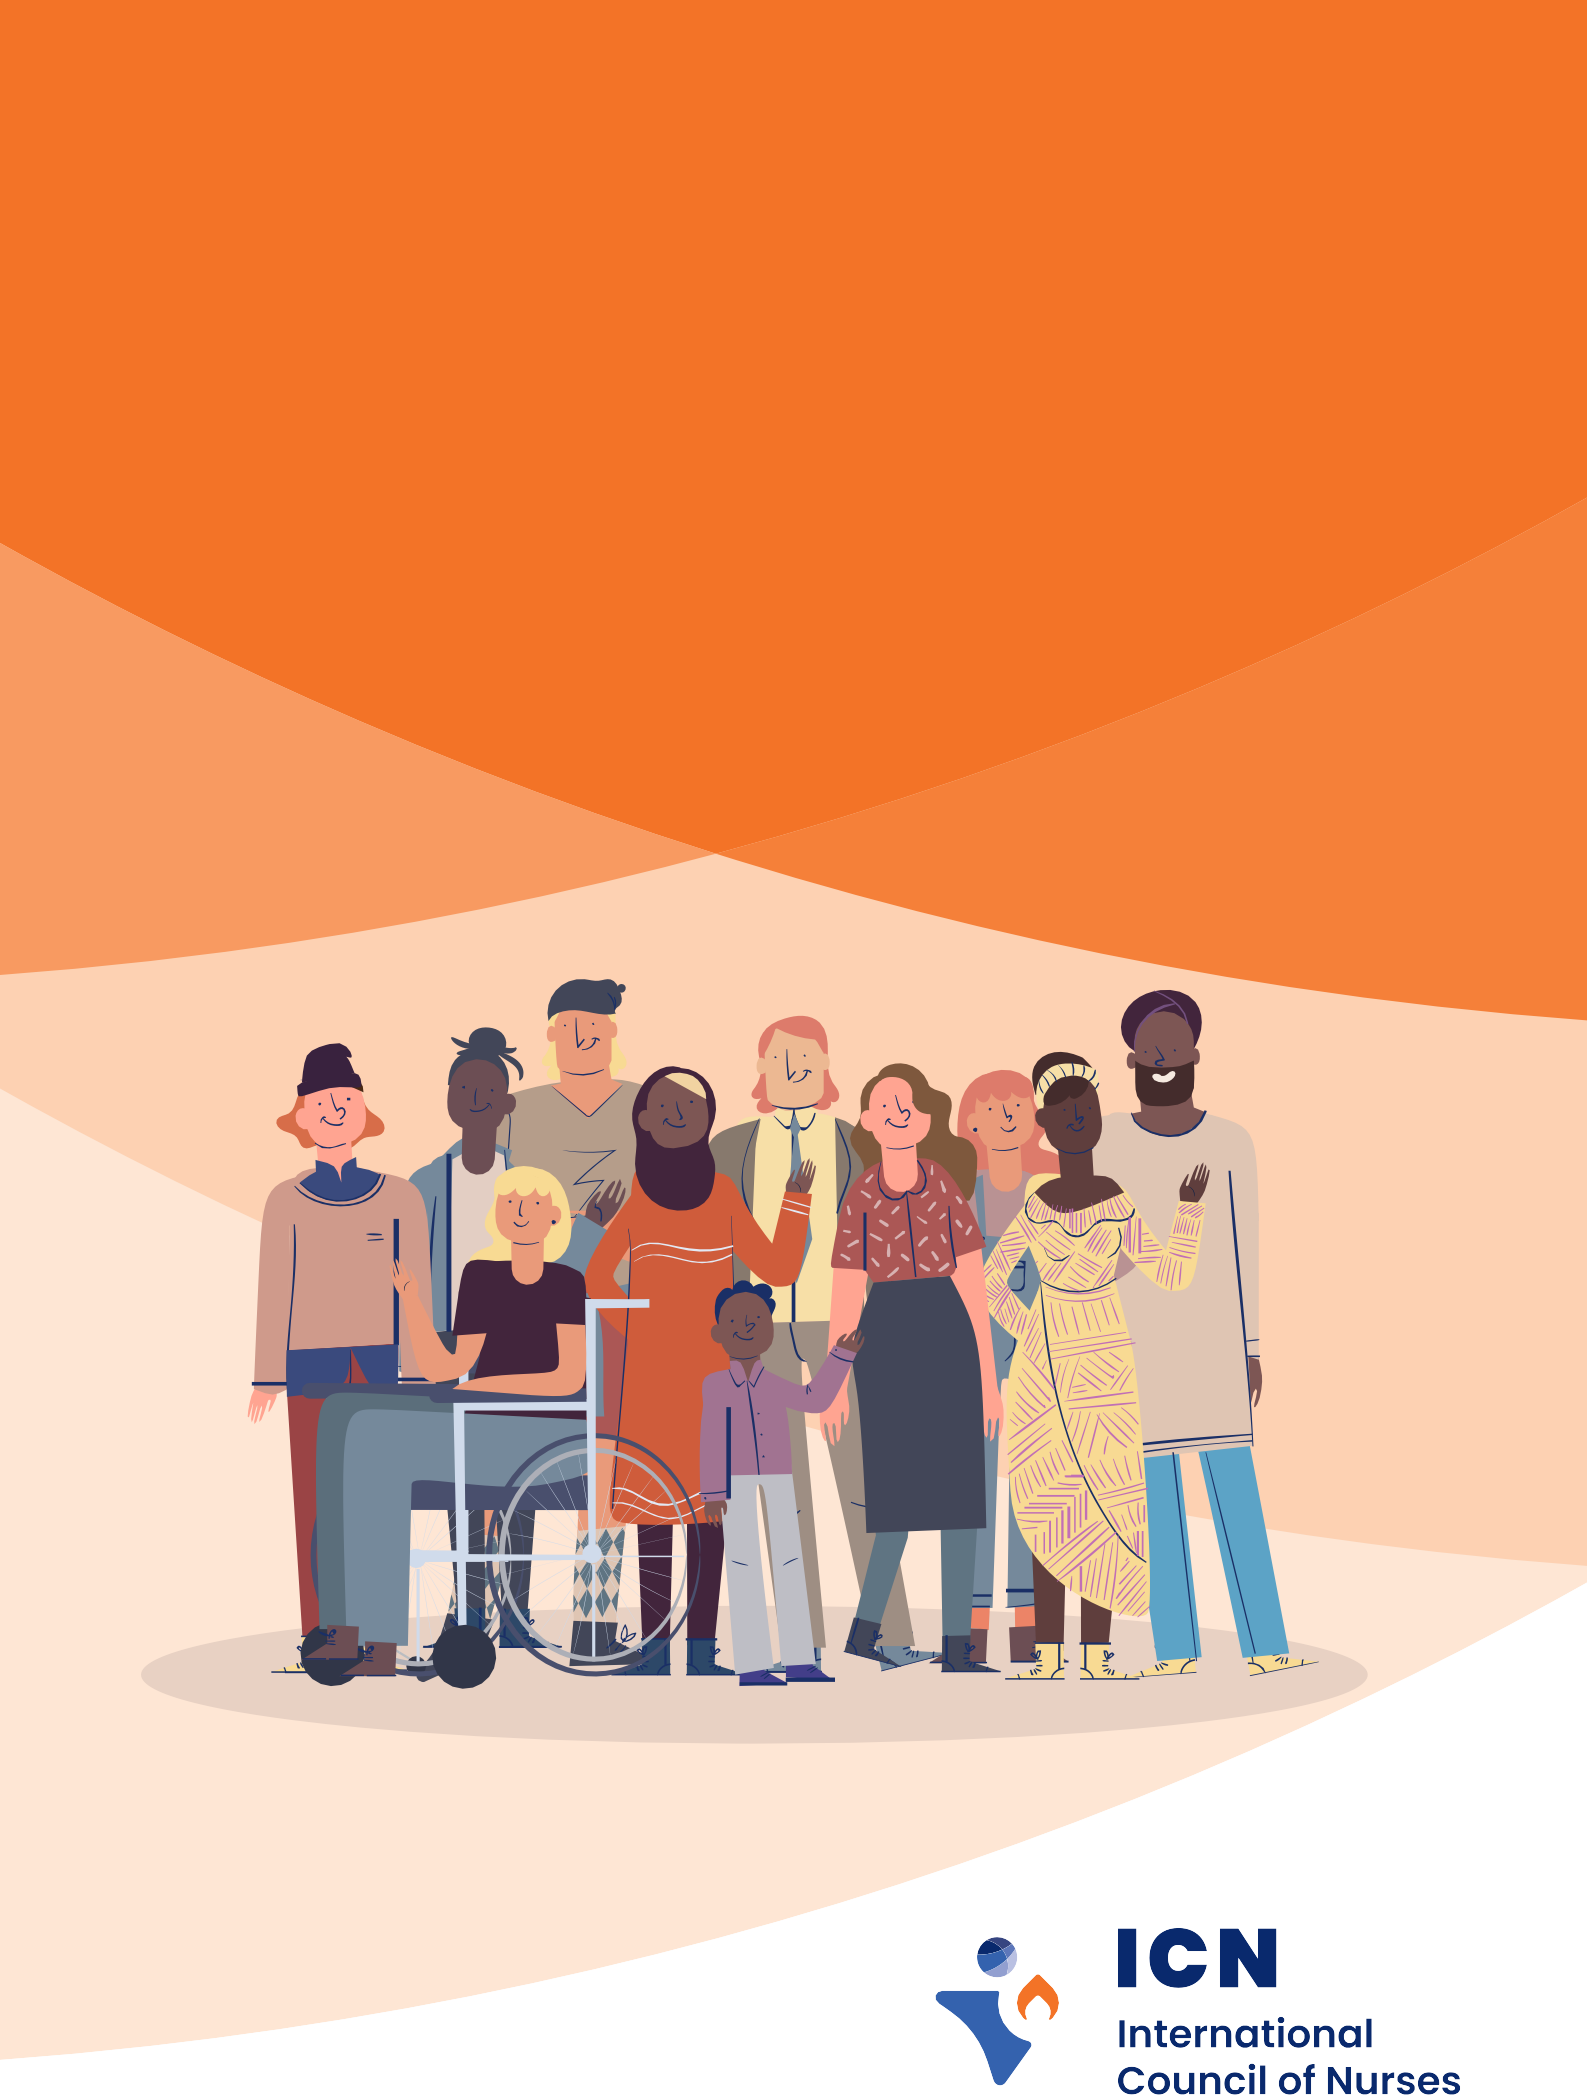 ICN
International
Council of Nurses